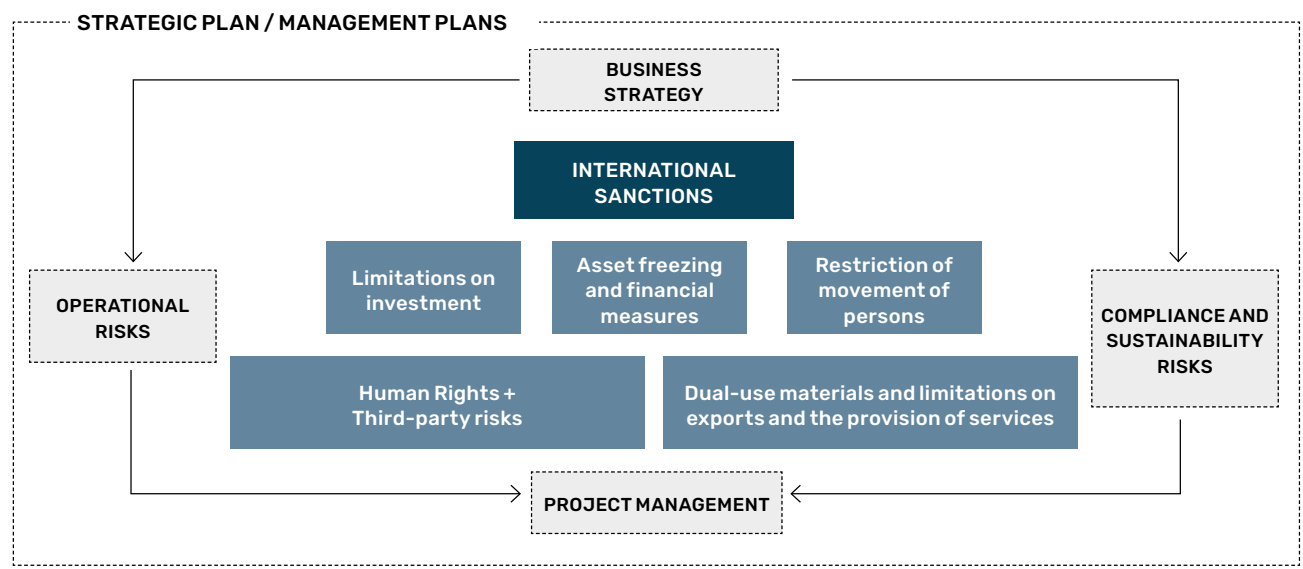 STRATEGIC PLAN / MANAGEMENT PLANS
BUSINESS
STRATEGY
INTERNATIONAL
SANCTIONS
Limitations on
investment
Asset freezing
and financial
measures
Restriction of
movement of
persons
OPERATIONAL
RISKS
COMPLIANCE AND
SUSTAINABILITY
RISKS
Human Rights +
Third-party risks
Dual-use materials and limitations on
exports and the provision of services
PROJECT MANAGEMENT